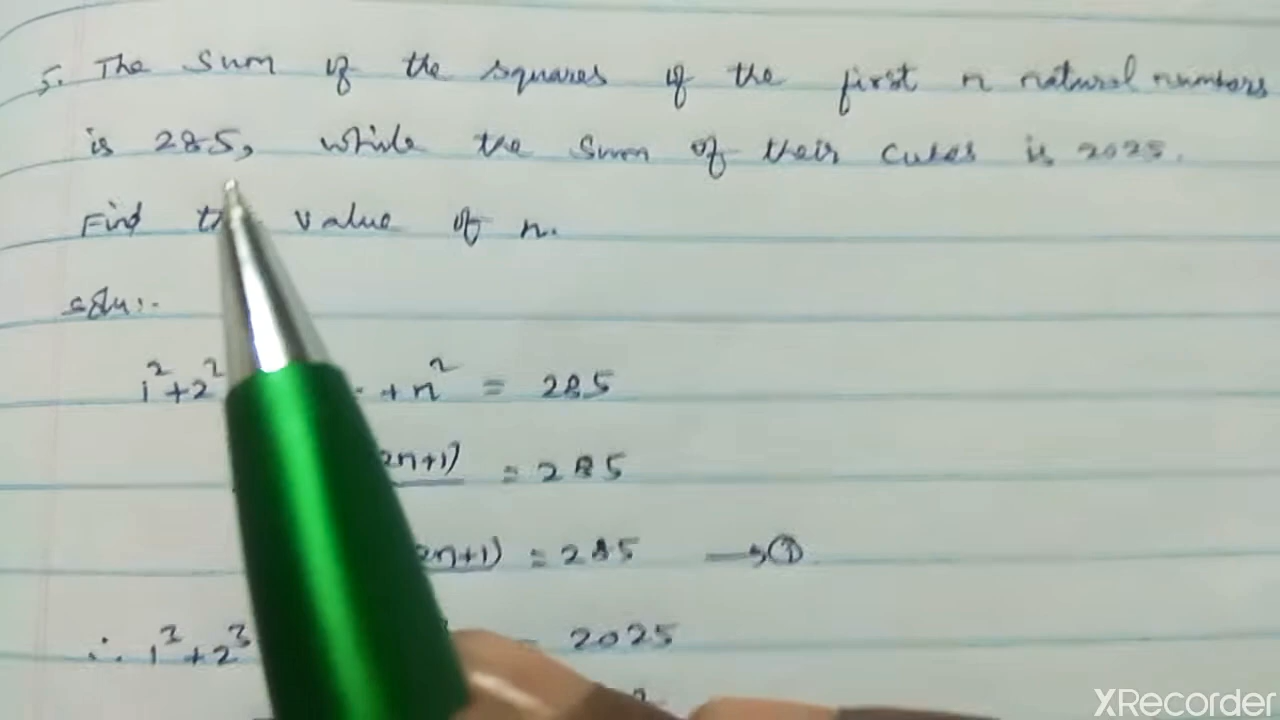 5. The sum of the squares of the first n natural numbers
is 285, while the sum of their cubes is 2025.
Find the value of n.
soln:-
1²+2² + n² = 285
2n+1) = 285
2n+1) = 285 →①
∴ 1³+2³ = 2025
XRecorder